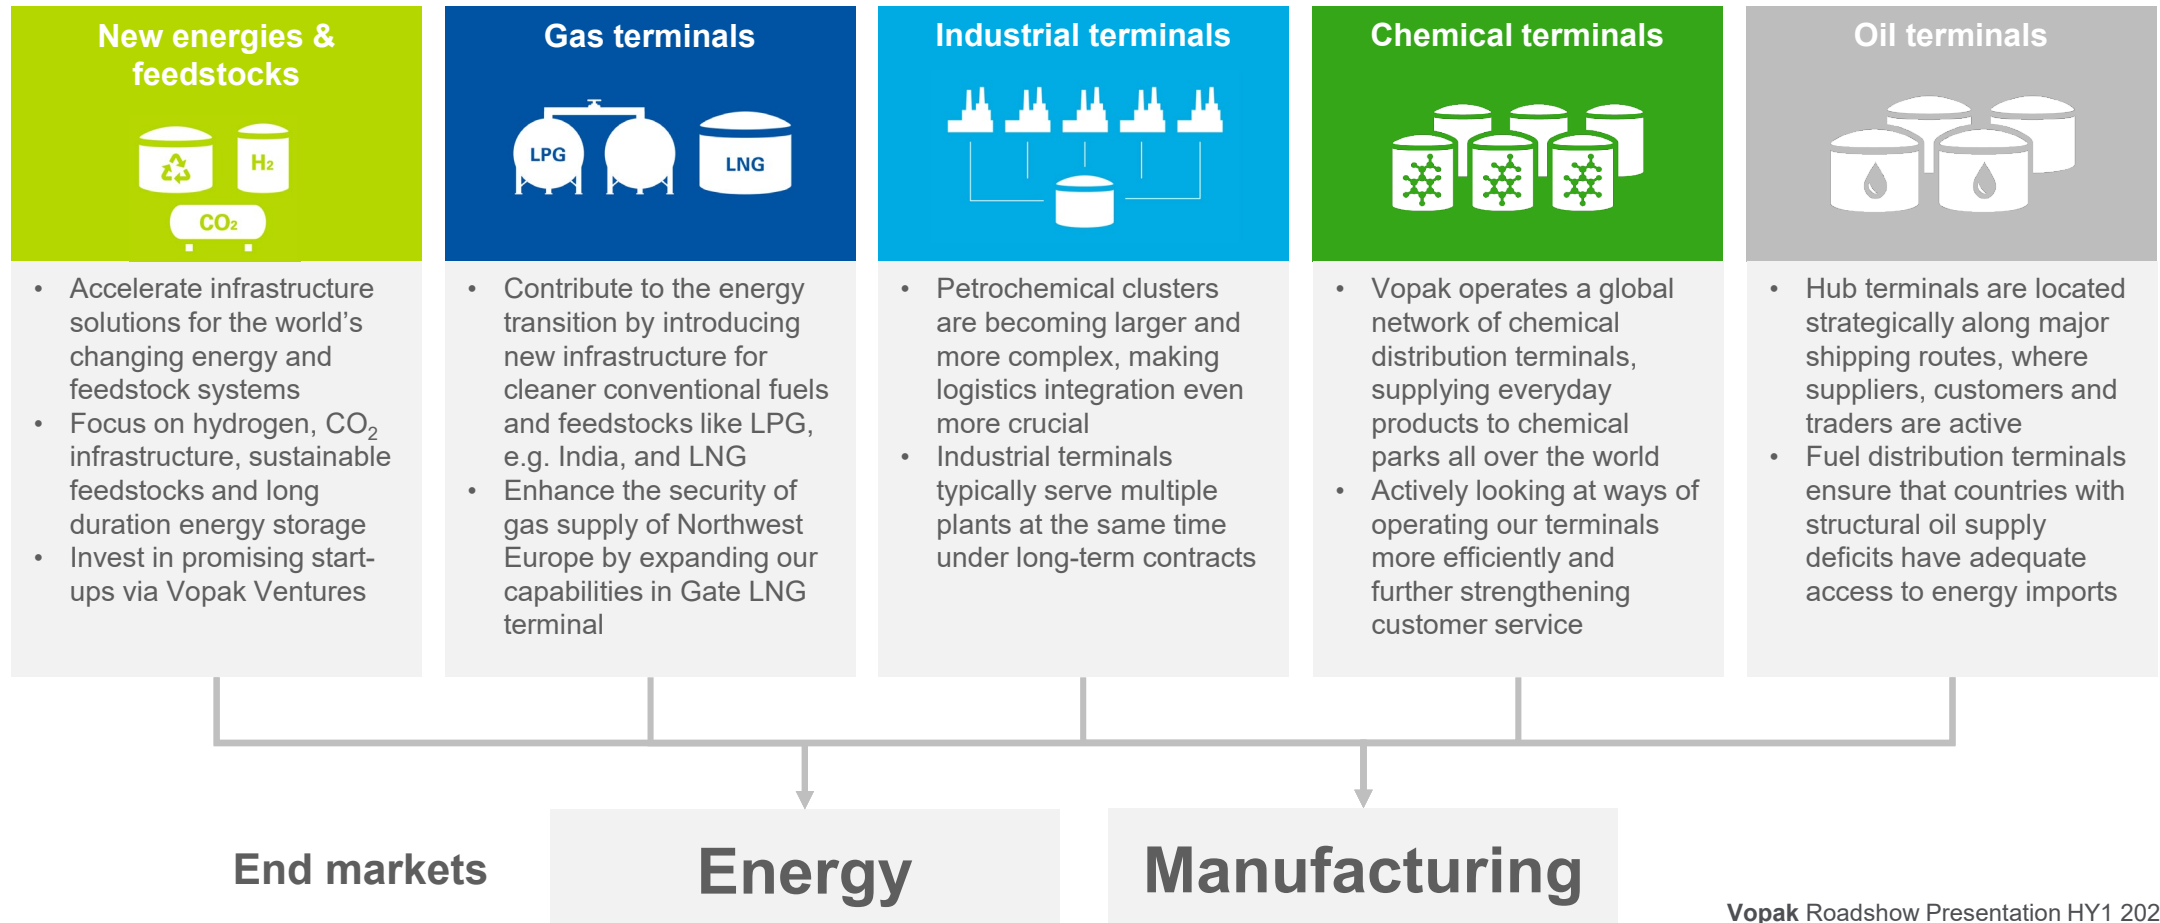 New energies &
feedstocks
H2
CO2
• Accelerate infrastructure
solutions for the world’s
changing energy and
feedstock systems
• Focus on hydrogen, CO₂
infrastructure, sustainable
feedstocks and long
duration energy storage
• Invest in promising start-
ups via Vopak Ventures
Gas terminals
LPG
LNG
• Contribute to the energy
transition by introducing
new infrastructure for
cleaner conventional fuels
and feedstocks like LPG,
e.g. India, and LNG
• Enhance the security of
gas supply of Northwest
Europe by expanding our
capabilities in Gate LNG
terminal
Industrial terminals
• Petrochemical clusters
are becoming larger and
more complex, making
logistics integration even
more crucial
• Industrial terminals
typically serve multiple
plants at the same time
under long-term contracts
Chemical terminals
• Vopak operates a global
network of chemical
distribution terminals,
supplying everyday
products to chemical
parks all over the world
• Actively looking at ways of
operating our terminals
more efficiently and
further strengthening
customer service
Oil terminals
• Hub terminals are located
strategically along major
shipping routes, where
suppliers, customers and
traders are active
• Fuel distribution terminals
ensure that countries with
structural oil supply
deficits have adequate
access to energy imports
End markets
Energy
Manufacturing
Vopak Roadshow Presentation HY1 202